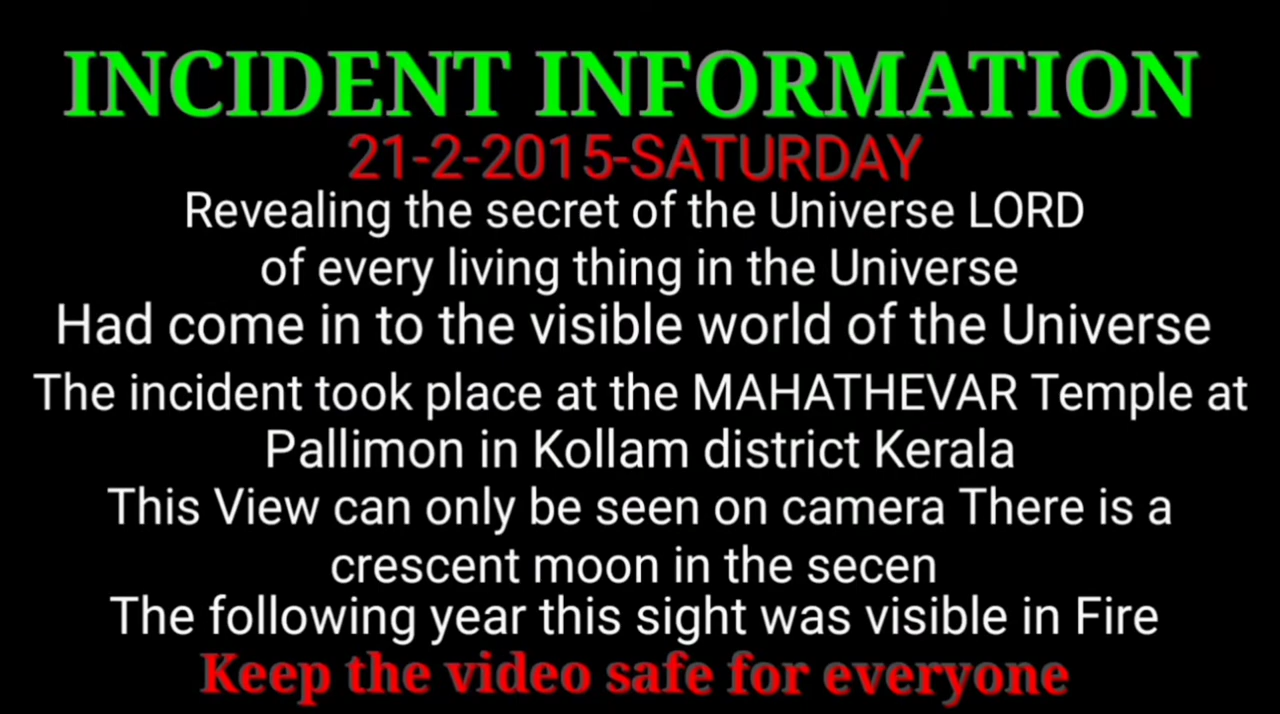 INCIDENT INFORMATION
21-2-2015-SATURDAY
Revealing the secret of the Universe LORD
of every living thing in the Universe
Had come in to the visible world of the Universe
The incident took place at the MAHATHEVAR Temple at
Pallimon in Kollam district Kerala
This View can only be seen on camera There is a
crescent moon in the secen
The following year this sight was visible in Fire
Keep the video safe for everyone